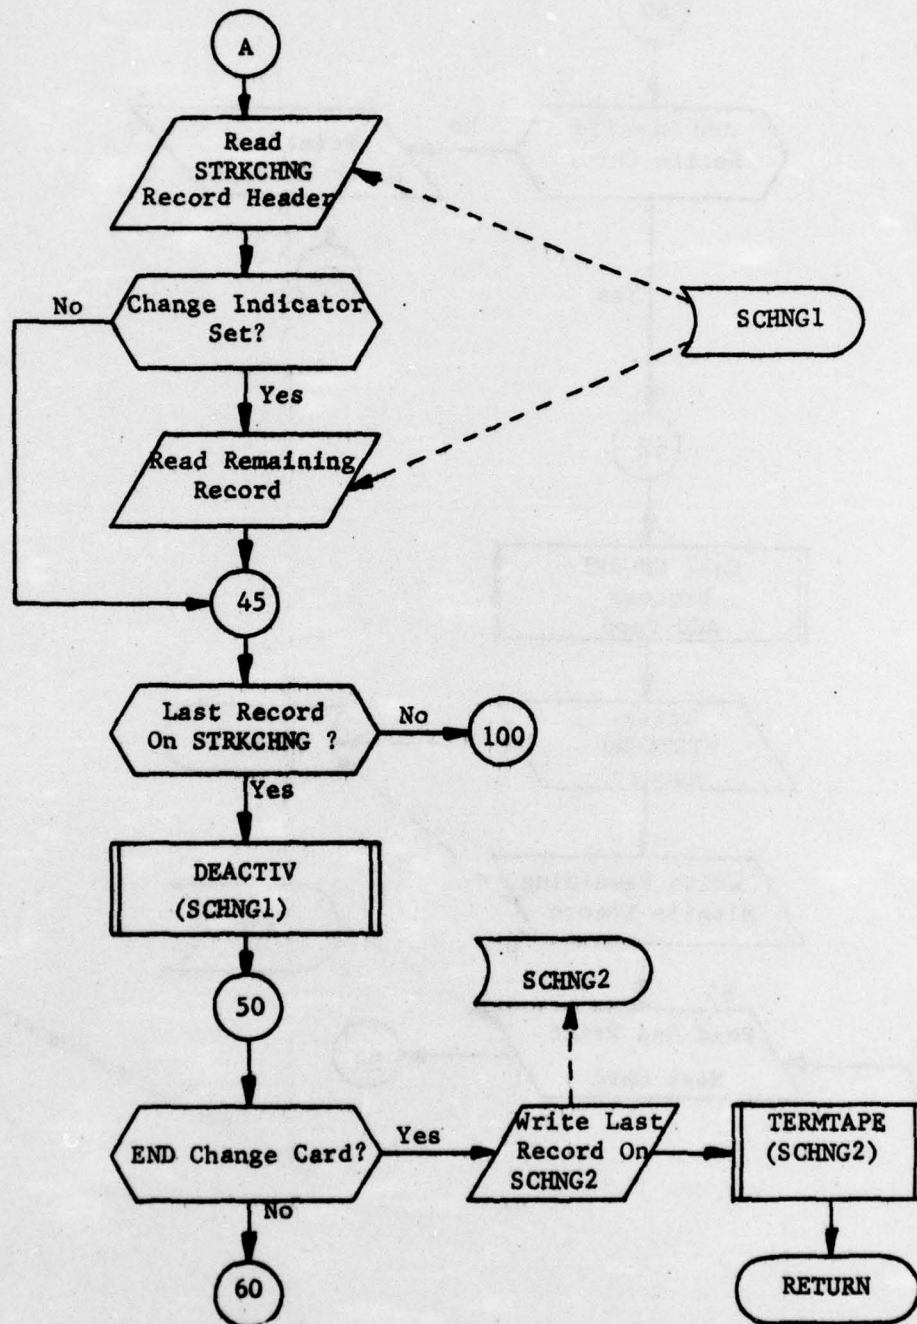 A
Read
STRKCHNG
Record Header
No
Change Indicator
Set?
SCHNG1
Yes
Read Remaining
Record
45
Last Record
On STRKCHNG ?
No
100
Yes
DEACTIV
(SCHNG1)
50
SCHNG2
END Change Card?
Yes
Write Last
Record On
SCHNG2
TERMTAPE
(SCHNG2)
No
60
RETURN